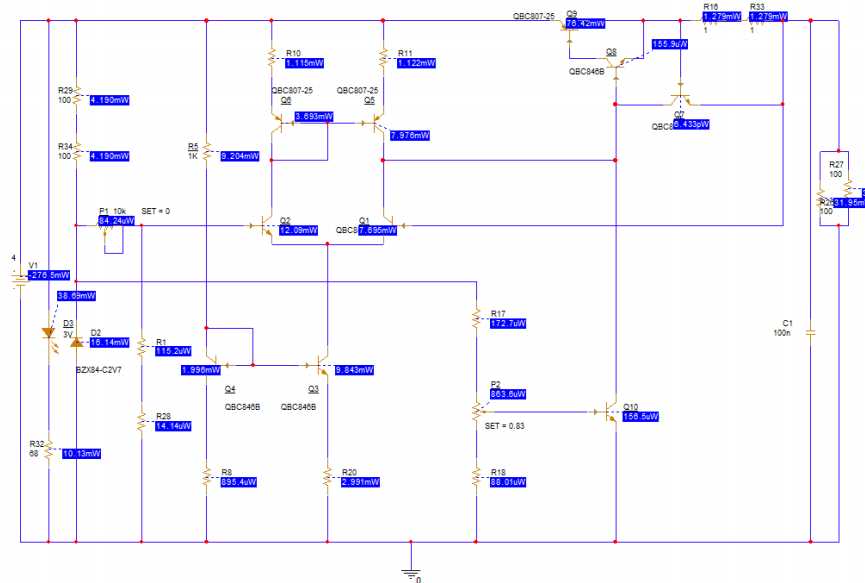 QBC807-25
Q9
76.42mW
R16
1.279mW
1
R33
1.279mW
1
R10
1.115mW
R11
1.122mW
Q8
155.9uW
QBC846B
R29
100
4.190mW
QBC807-25
Q6
3.693mW
QBC807-25
Q5
7.976mW
Q7
6.433pW
R34
100
4.190mW
R5
1K
9.204mW
R27
100
31.95mW
100
P1 10k
84.24uW
SET = 0
Q2
12.09mW
Q1
7.695mW
4
V1
-276.5mW
38.69mW
D3
3V
D2
16.14mW
BZX84-C2V7
R1
115.2uW
R17
172.7uW
C1
100n
1.996mW
Q4
QBC846B
9.843mW
Q3
QBC846B
P2
863.6uW
SET = 0.83
Q10
156.5uW
R28
14.14uW
R32
68
10.13mW
R8
895.4uW
R20
2.991mW
R18
88.01uW
0